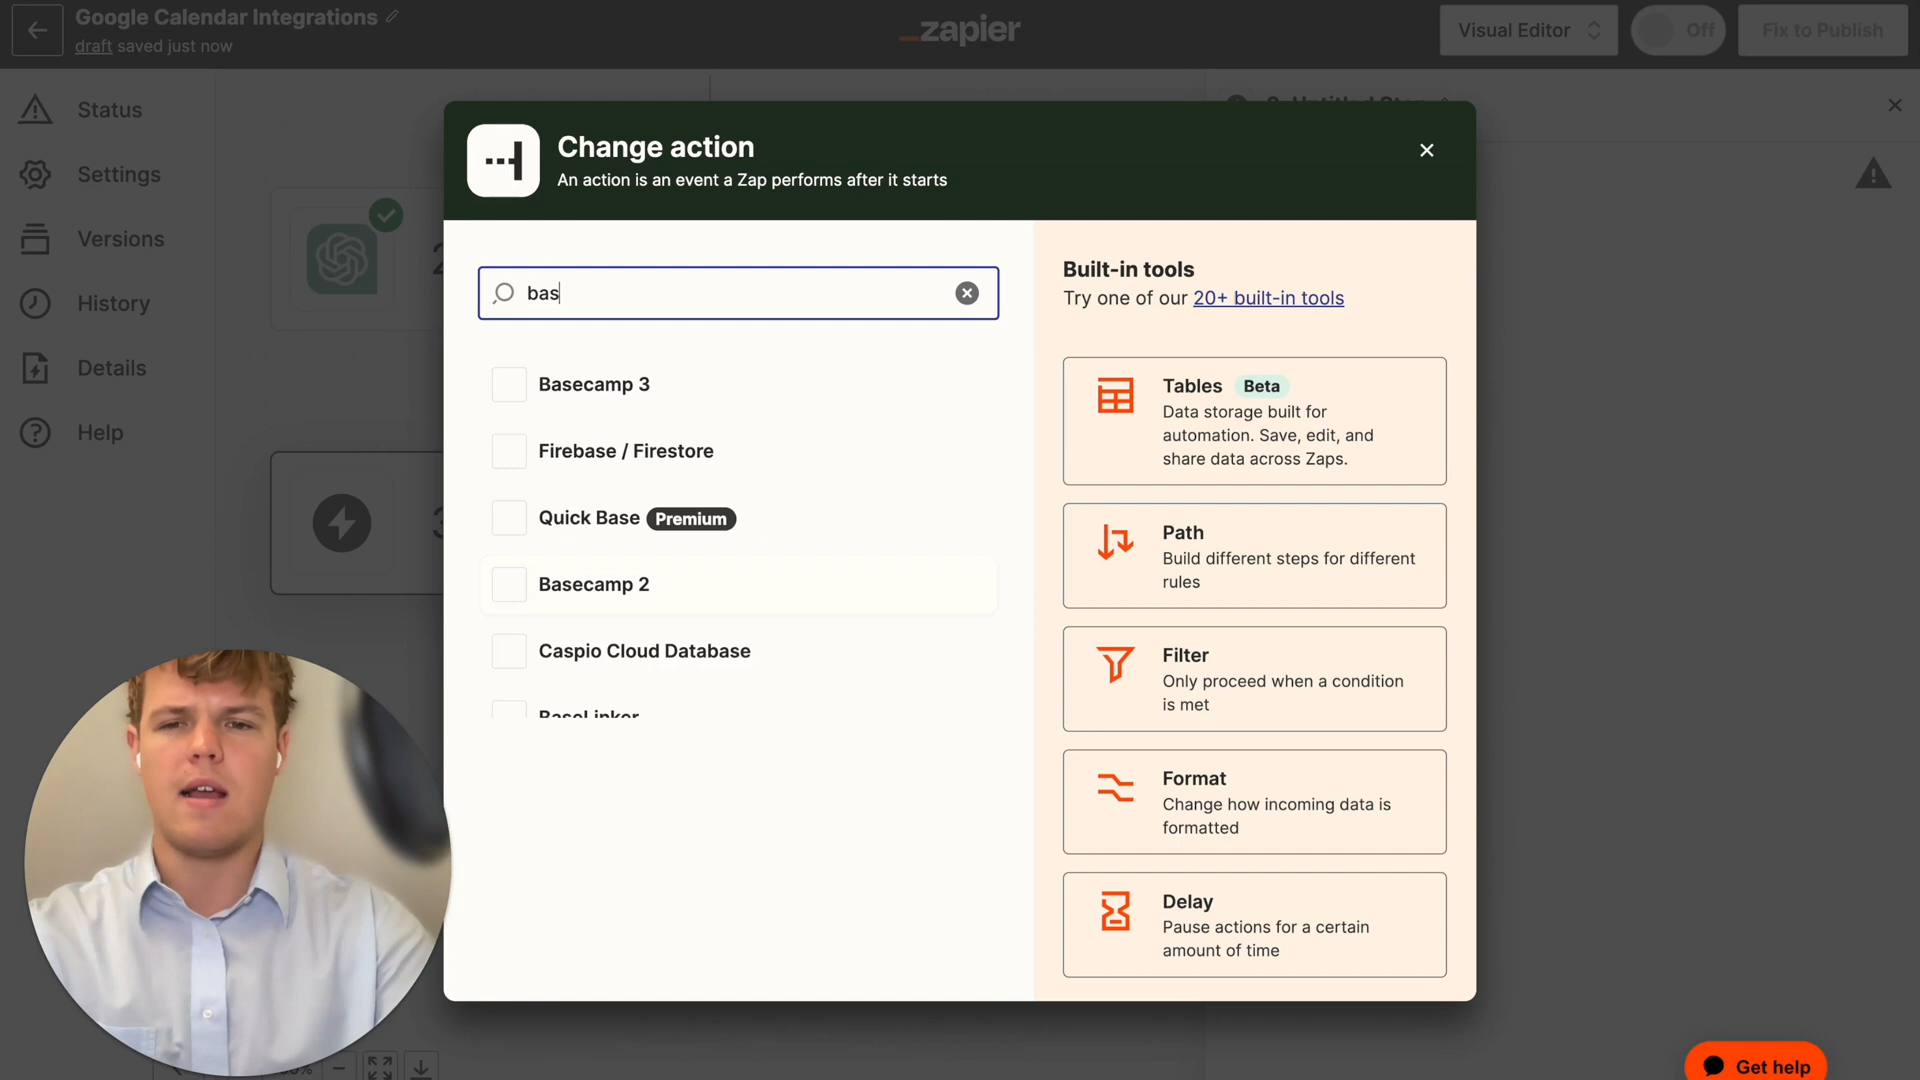 Google Calendar Integrations
draft saved just now
zapier
Visual Editor
Off
Fix to Publish
Status
Settings
Versions
History
Details
Help
Change action
An action is an event a Zap performs after it starts
bas
Basecamp 3
Firebase / Firestore
Quick Base Premium
Basecamp 2
Caspio Cloud Database
BaseLinker
Built-in tools
Try one of our 20+ built-in tools
Tables Beta
Data storage built for
automation. Save, edit, and
share data across Zaps.
Path
Build different steps for different
rules
Filter
Only proceed when a condition
is met
Format
Change how incoming data is
formatted
Delay
Pause actions for a certain
amount of time
Get help